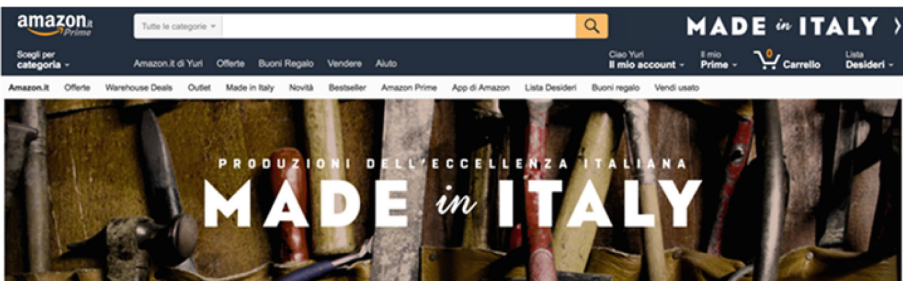 amazon.it
Prime
Tutte le categorie
MADE in ITALY
Scegli per
categoria
Amazon.it di Yuri Offerte Buoni Regalo Vendere Aiuto
Ciao Yuri
Il mio account
Il mio
Prime
0
Carrello
Lista
Desideri
Amazon.it Offerte Warehouse Deals Outlet Made in Italy Novità Bestseller Amazon Prime App di Amazon Lista Desideri Buoni regalo Vendi usato
PRODUZIONI DELL'ECCELLENZA ITALIANA
MADE in ITALY